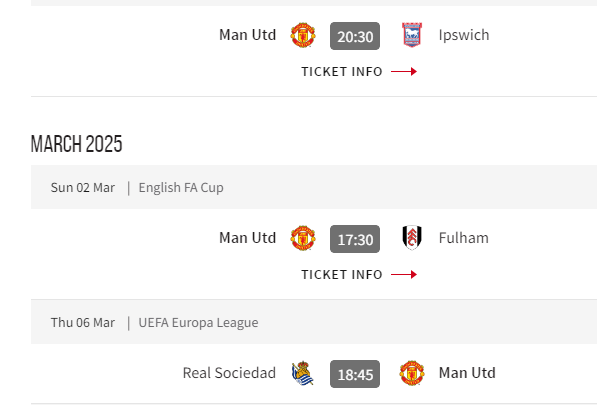 Man Utd 20:30 Ipswich
TICKET INFO
MARCH 2025
Sun 02 Mar | English FA Cup
Man Utd 17:30 Fulham
TICKET INFO
Thu 06 Mar | UEFA Europa League
Real Sociedad 18:45 Man Utd